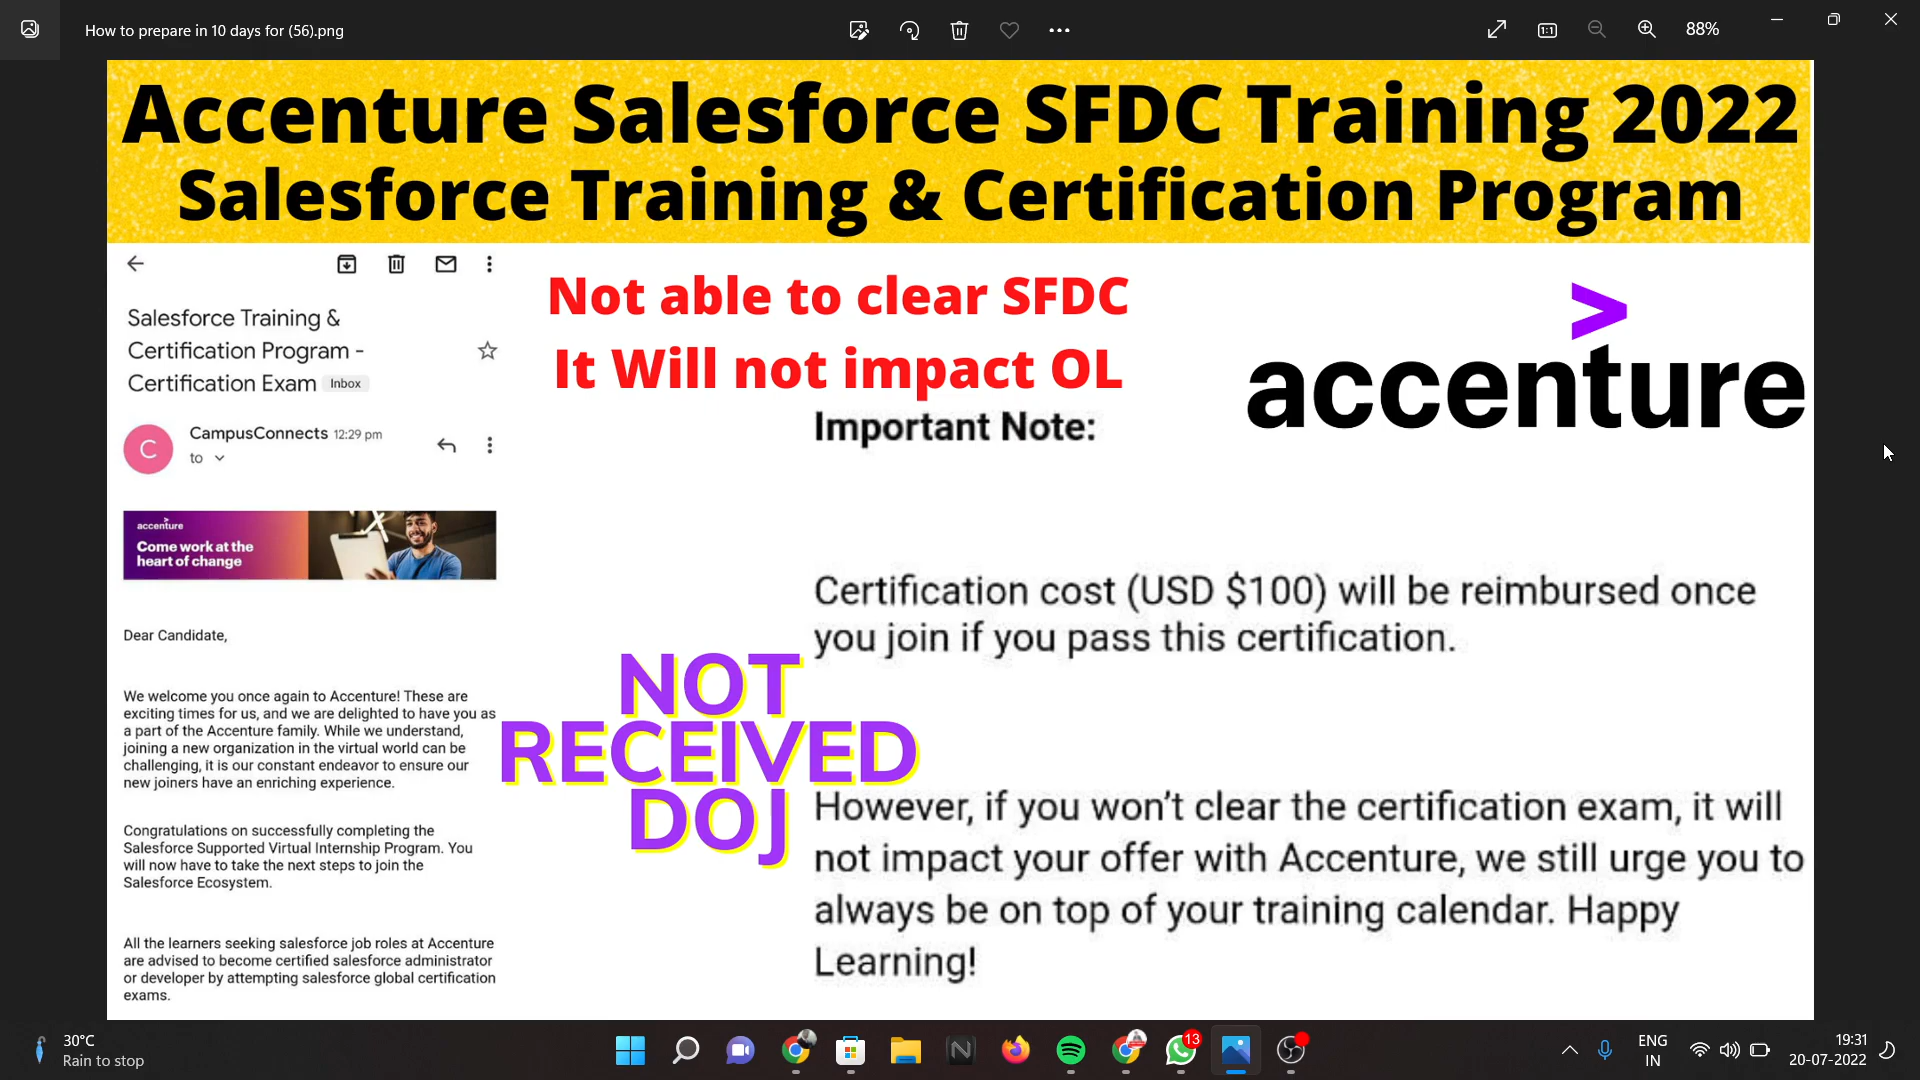 How to prepare in 10 days for (56).png
88%
Accenture Salesforce SFDC Training 2022
Salesforce Training & Certification Program
Salesforce Training &
Certification Program -
Certification Exam Inbox
C
CampusConnects 12:29 pm
to
accenture
Come work at the
heart of change
Dear Candidate,
We welcome you once again to Accenture! These are
exciting times for us, and we are delighted to have you as
a part of the Accenture family. While we understand,
joining a new organization in the virtual world can be
challenging, it is our constant endeavor to ensure our
new joiners have an enriching experience.
Congratulations on successfully completing the
Salesforce Supported Virtual Internship Program. You
will now have to take the next steps to join the
Salesforce Ecosystem.
All the learners seeking salesforce job roles at Accenture
are advised to become certified salesforce administrator
or developer by attempting salesforce global certification
exams.
Not able to clear SFDC
It Will not impact OL
>
accenture
Important Note:
Certification cost (USD $100) will be reimbursed once
you join if you pass this certification.
NOT
RECEIVED
DOJ
However, if you won't clear the certification exam, it will
not impact your offer with Accenture, we still urge you to
always be on top of your training calendar. Happy
Learning!
30°C
Rain to stop
13
ENG
IN
19:31
20-07-2022